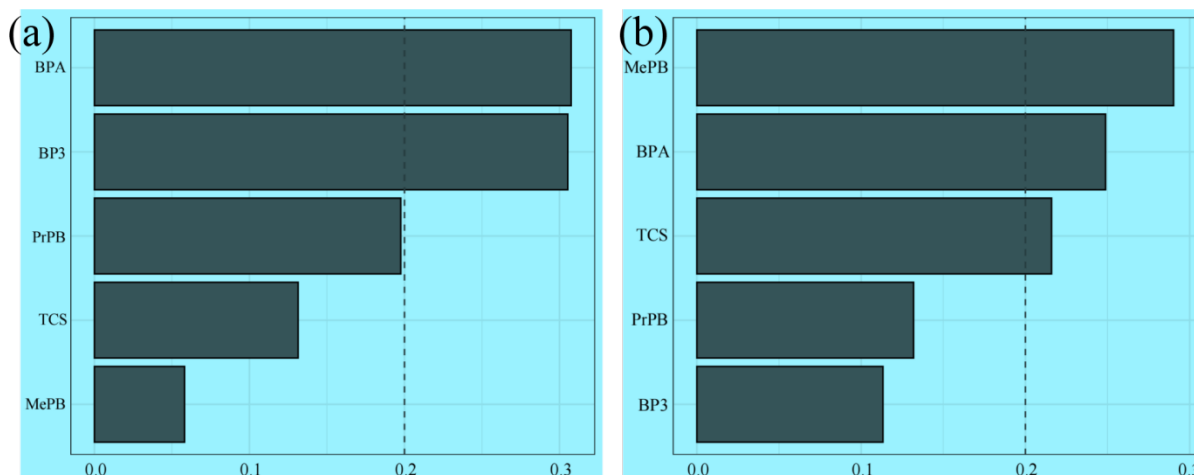 (a)
BPA
BP3
PrPB
TCS
MePB
0.0 0.1 0.2 0.3
(b)
MePB
BPA
TCS
PrPB
BP3
0.0 0.1 0.2